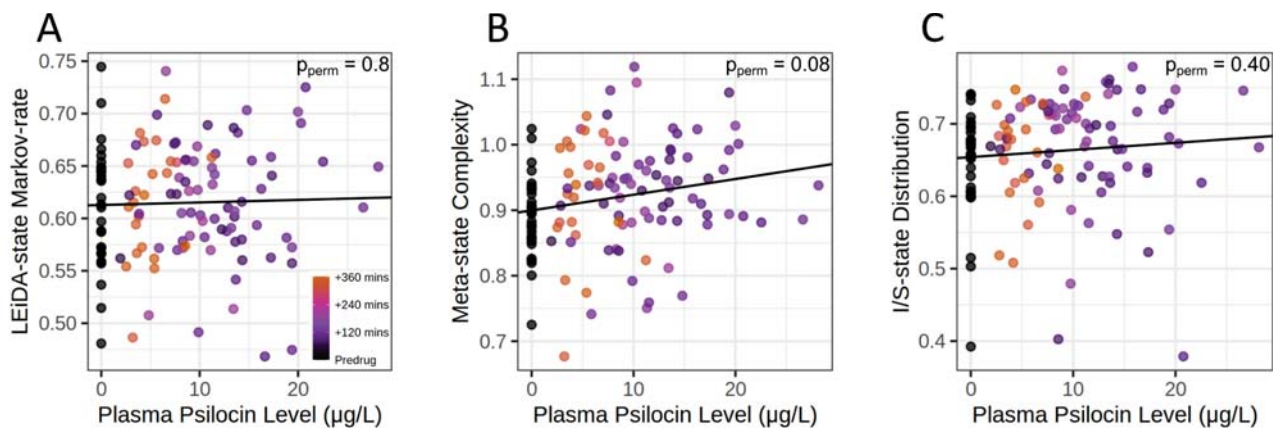 A
LEiDA-state Markov-rate
0.75
0.70
0.65
0.60
0.55
0.50
p_perm = 0.8
+360 mins
+240 mins
+120 mins
Predrug
0 10 20
Plasma Psilocin Level (µg/L)
B
Meta-state Complexity
1.1
1.0
0.9
0.8
0.7
p_perm = 0.08
0 10 20
Plasma Psilocin Level (µg/L)
C
I/S-state Distribution
0.7
0.6
0.5
0.4
p_perm = 0.40
0 10 20
Plasma Psilocin Level (µg/L)